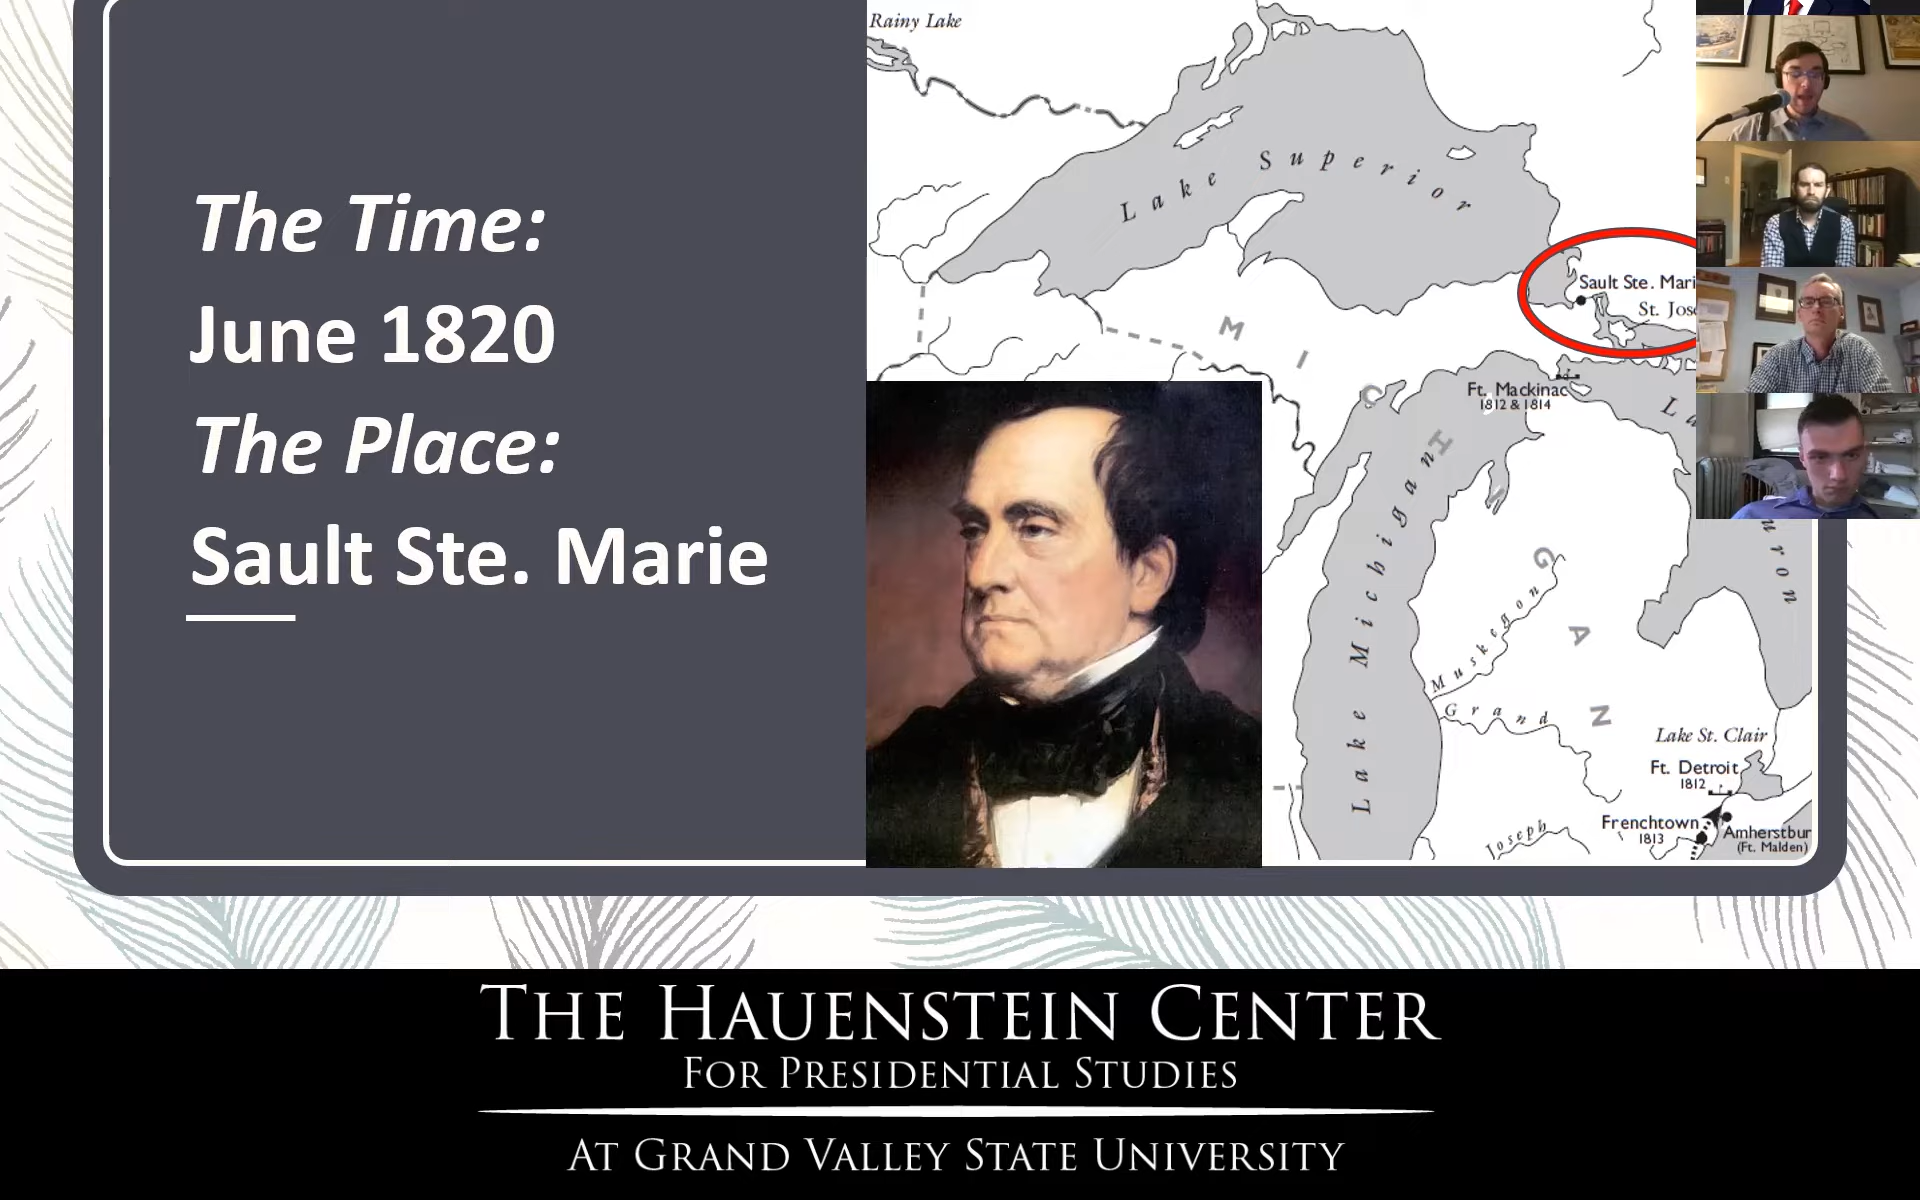 The Time:
June 1820
The Place:
Sault Ste. Marie
Rainy Lake
Lake Superior
Sault Ste. Mari
St. Jos
Ft. Mackinac
1812 & 1814
La
MICHIGAN
Lake Michigan
uron
Muskegon
Grand
Lake St. Clair
Ft. Detroit
1812
Frenchtown
1813
Amherstbur
(Ft. Malden)
Joseph
THE HAUENSTEIN CENTER
FOR PRESIDENTIAL STUDIES
AT GRAND VALLEY STATE UNIVERSITY